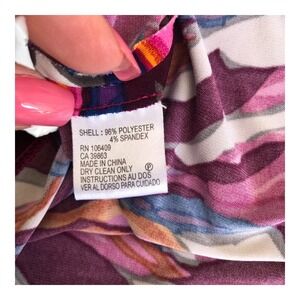 SHELL : 96% POLYESTER
4% SPANDEX
RN 106409
CA 39863
MADE IN CHINA
DRY CLEAN ONLY Ⓟ
INSTRUCTIONS AU DOS
VER AL DORSO PARA CUIDADO